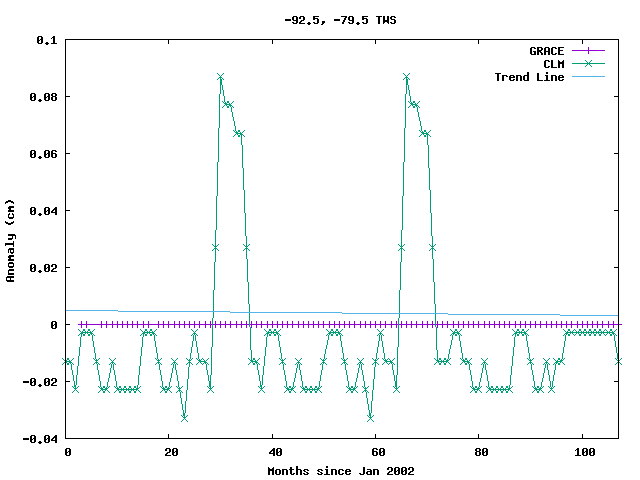 -92.5, -79.5 TWS
GRACE
CLM
Trend Line
0.1
0.08
0.06
0.04
0.02
0
-0.02
-0.04
Anomaly (cm)
0 20 40 60 80 100
Months since Jan 2002